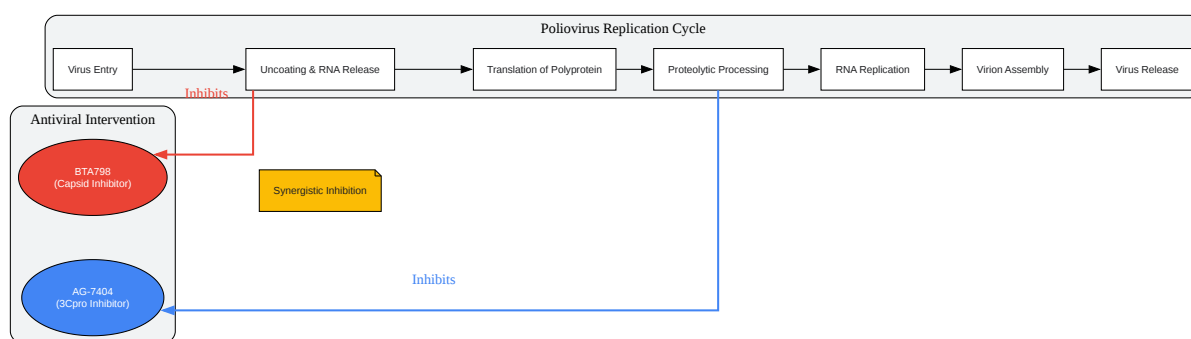 Poliovirus Replication Cycle
Virus Entry
Uncoating & RNA Release
Translation of Polyprotein
Proteolytic Processing
RNA Replication
Virion Assembly
Virus Release
Inhibits
Antiviral Intervention
BTA798
(Capsid Inhibitor)
Synergistic Inhibition
Inhibits
AG-7404
(3Cpro Inhibitor)